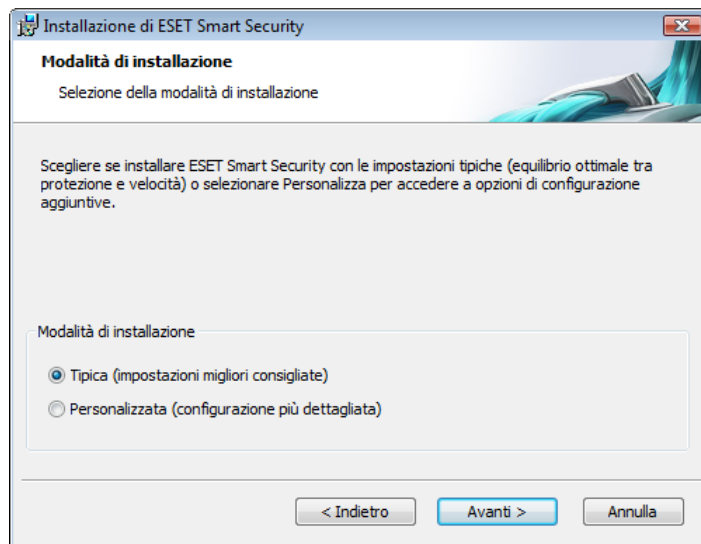 Installazione di ESET Smart Security
Modalità di installazione
Selezione della modalità di installazione
Scegliere se installare ESET Smart Security con le impostazioni tipiche (equilibrio ottimale tra
protezione e velocità) o selezionare Personalizza per accedere a opzioni di configurazione
aggiuntive.
Modalità di installazione
Tipica (impostazioni migliori consigliate)
Personalizzata (configurazione più dettagliata)
< Indietro
Avanti >
Annulla